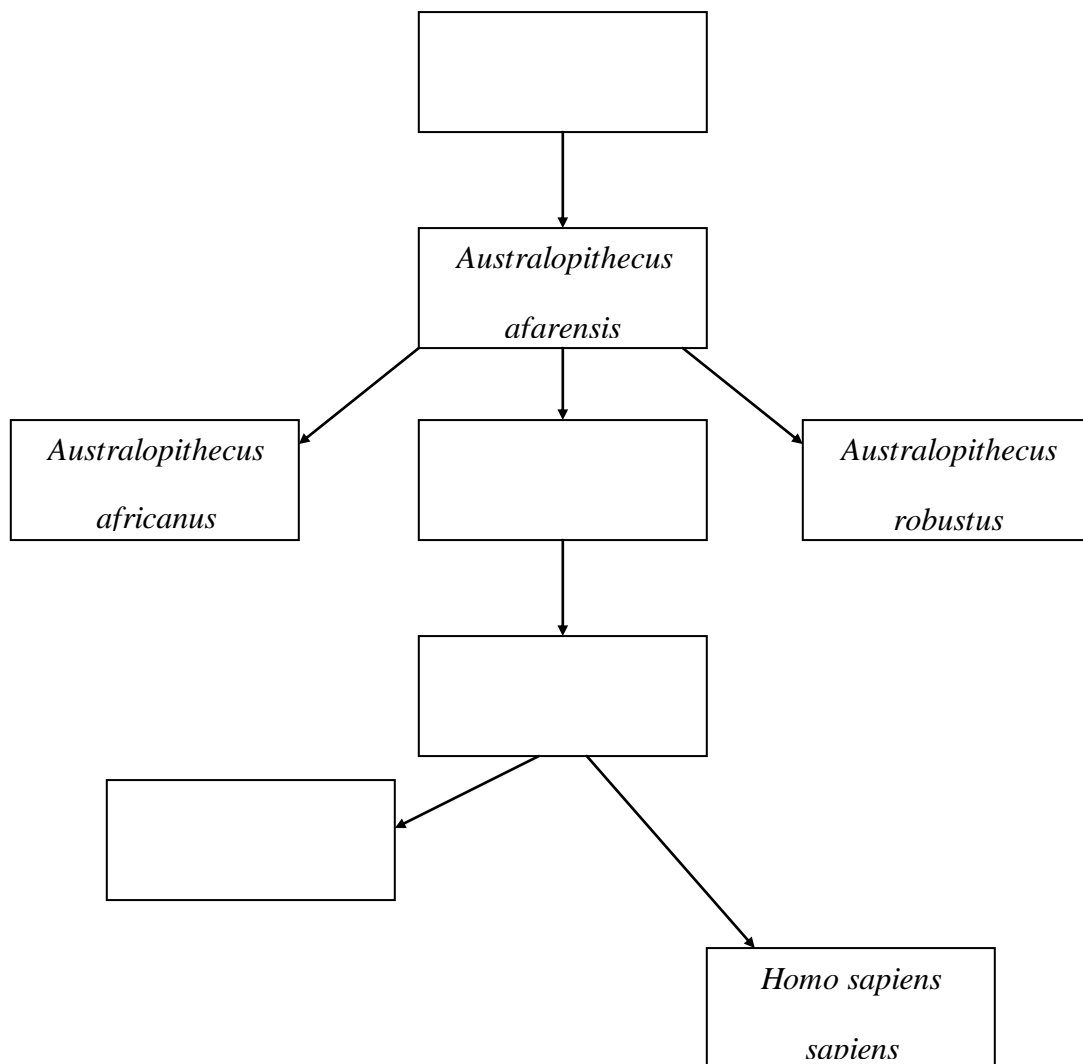 Australopithecus
afarensis
Australopithecus
africanus
Australopithecus
robustus
Homo sapiens
sapiens